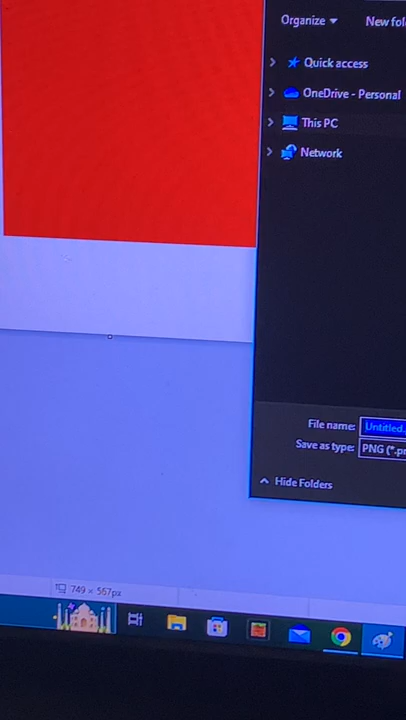 Organize
New fol
Quick access
OneDrive - Personal
This PC
Network
File name: Untitled.
Save as type: PNG (*.pn
Hide Folders
749 × 567px